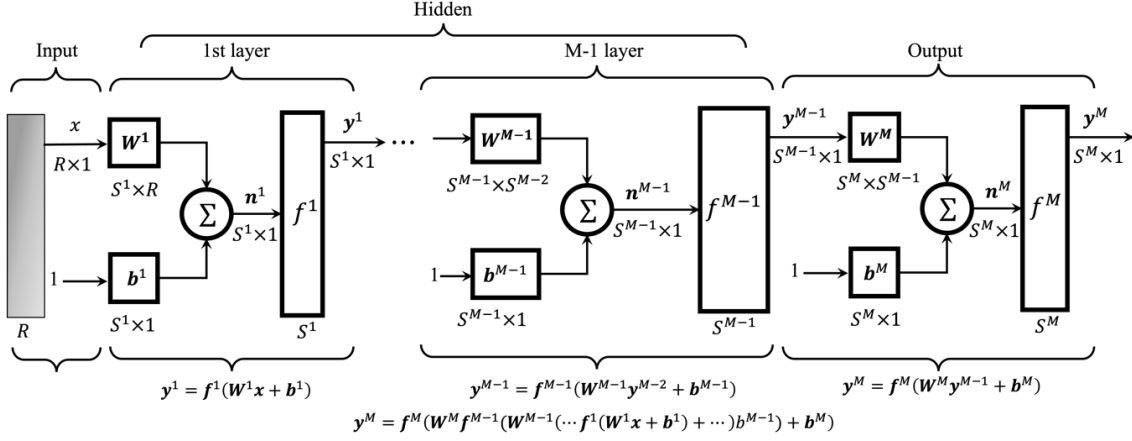 Hidden
Input 1st layer M-1 layer Output
x W¹ y¹ ⋯ Wᴹ⁻¹ yᴹ⁻¹ Wᴹ yᴹ
R×1 S¹×1 Sᴹ⁻¹×1 Sᴹ×1
S¹×R Sᴹ⁻¹×Sᴹ⁻² Sᴹ×Sᴹ⁻¹
Σ n¹ f¹ Σ nᴹ⁻¹ fᴹ⁻¹ Σ nᴹ fᴹ
S¹×1 Sᴹ⁻¹×1 Sᴹ×1
1 b¹ 1 bᴹ⁻¹ 1 bᴹ
R S¹×1 S¹ Sᴹ⁻¹×1 Sᴹ⁻¹ Sᴹ×1 Sᴹ
y¹ = f¹(W¹x + b¹) yᴹ⁻¹ = fᴹ⁻¹(Wᴹ⁻¹yᴹ⁻² + bᴹ⁻¹) yᴹ = fᴹ(Wᴹyᴹ⁻¹ + bᴹ)
yᴹ = fᴹ(Wᴹfᴹ⁻¹(Wᴹ⁻¹(⋯ f¹(W¹x + b¹) + ⋯)bᴹ⁻¹) + bᴹ)